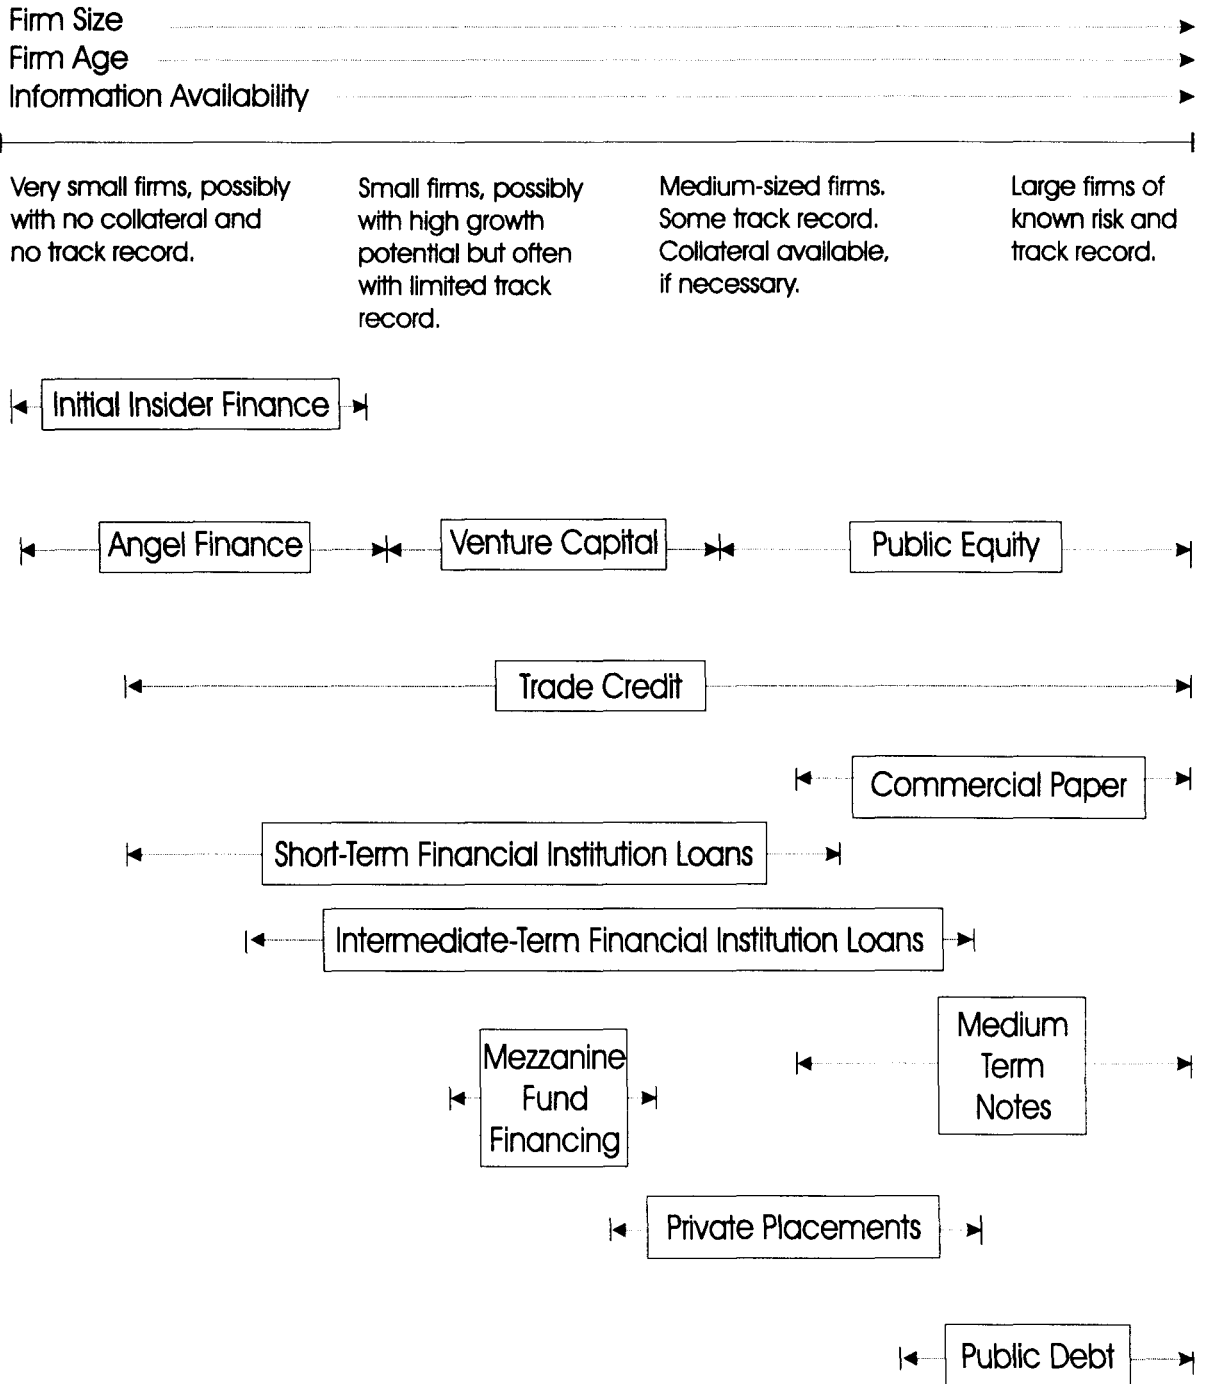 Firm Size
Firm Age
Information Availability
Very small firms, possibly
with no collateral and
no track record.
Small firms, possibly
with high growth
potential but often
with limited track
record.
Medium-sized firms.
Some track record.
Collateral available,
if necessary.
Large firms of
known risk and
track record.
Initial Insider Finance
Angel Finance
Venture Capital
Public Equity
Trade Credit
Commercial Paper
Short-Term Financial Institution Loans
Intermediate-Term Financial Institution Loans
Mezzanine
Fund
Financing
Medium
Term
Notes
Private Placements
Public Debt